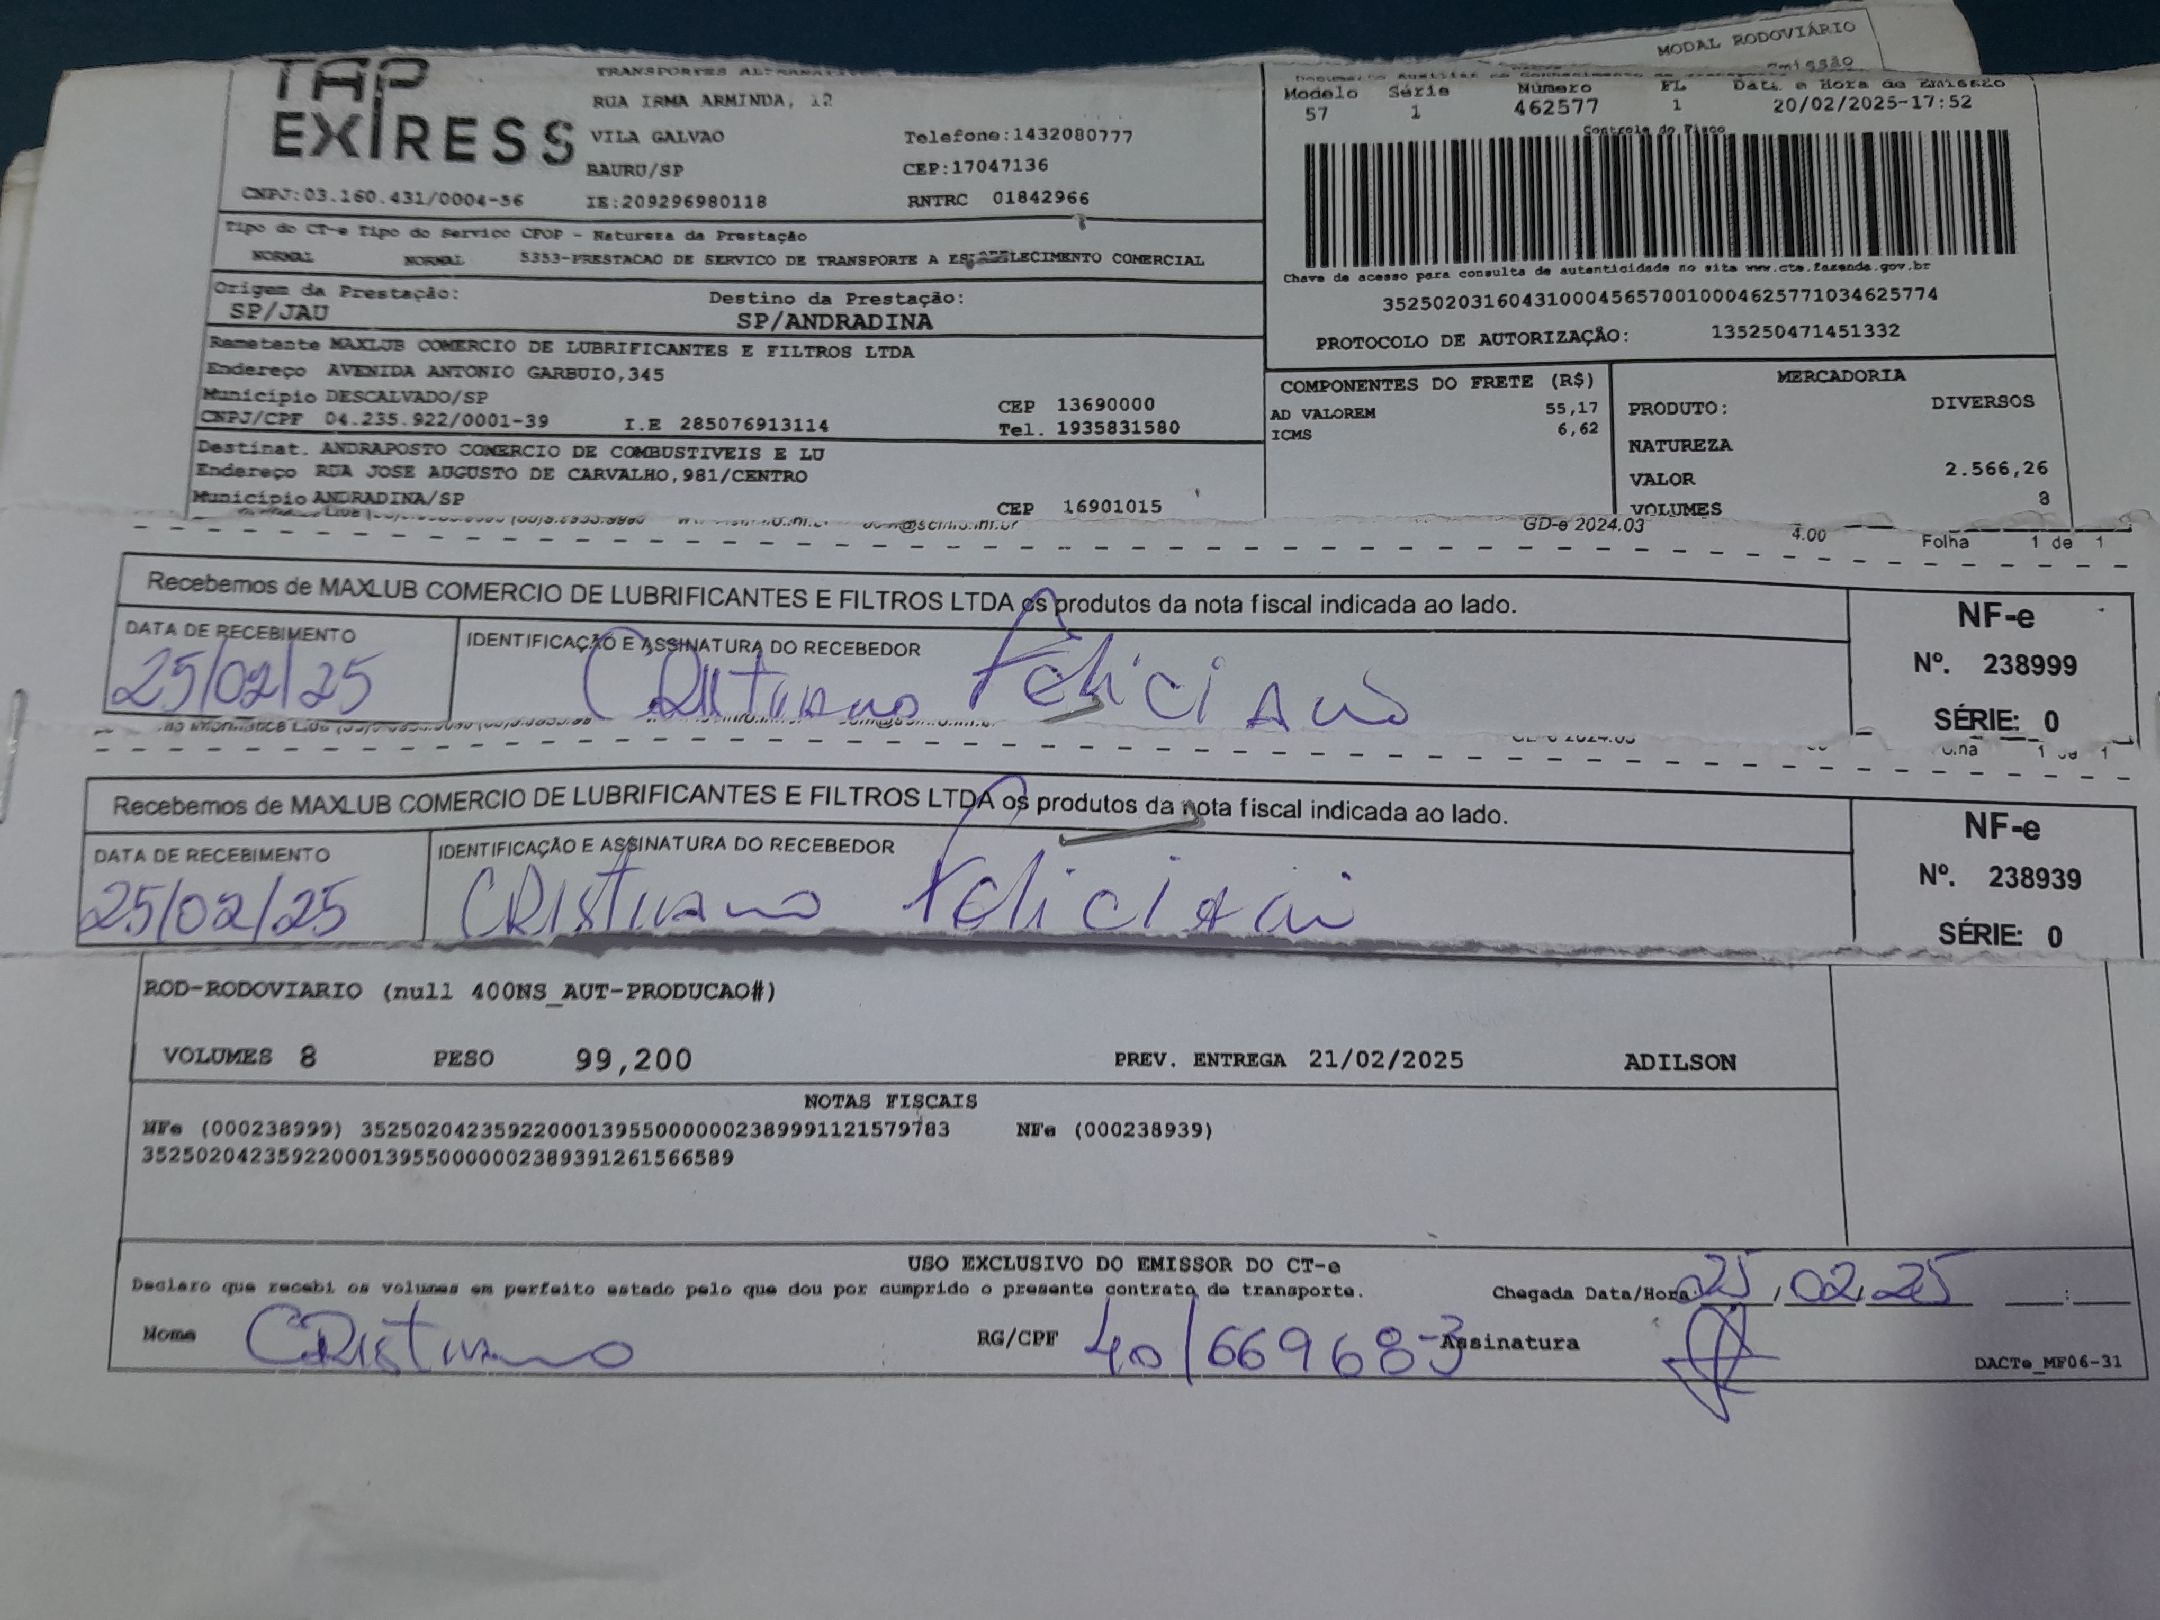 MODAL RODOVIÁRIO
TAP EXPRESS
RUA IRMA ARMINDA, 12
VILA GALVAO Telefone:1432080777
BAURU/SP CEP:17047136
CNPJ:03.160.431/0004-56 IE:209296980118 RNTRC 01842966
Modelo Série Número FL Data e Hora de Emissão
57 1 462577 1 20/02/2025-17:52
Controle do Fisco
Chave de acesso para consulta de autenticidade no site www.cte.fazenda.gov.br
35250203160431000456570010004625771034625774
PROTOCOLO DE AUTORIZAÇÃO: 135250471451332
Tipo do CT-e Tipo do Servico CFOP - Natureza da Prestação
NORMAL NORMAL 5353-PRESTACAO DE SERVICO DE TRANSPORTE A ESTABELECIMENTO COMERCIAL
Origem da Prestação: Destino da Prestação:
SP/JAU SP/ANDRADINA
Remetente MAXLUB COMERCIO DE LUBRIFICANTES E FILTROS LTDA
Endereço AVENIDA ANTONIO GARBUIO,345
Município DESCALVADO/SP CEP 13690000
CNPJ/CPF 04.235.922/0001-39 I.E 285076913114 Tel. 1935831580
Destinat. ANDRAPOSTO COMERCIO DE COMBUSTIVEIS E LU
Endereço RUA JOSE AUGUSTO DE CARVALHO,981/CENTRO
Município ANDRADINA/SP CEP 16901015
COMPONENTES DO FRETE (R$)
AD VALOREM 55,17
ICMS 6,62
MERCADORIA
PRODUTO: DIVERSOS
NATUREZA
VALOR 2.566,26
VOLUMES 8
GD-e 2024.03 4.00 Folha 1 de 1
Recebemos de MAXLUB COMERCIO DE LUBRIFICANTES E FILTROS LTDA os produtos da nota fiscal indicada ao lado.
DATA DE RECEBIMENTO IDENTIFICAÇÃO E ASSINATURA DO RECEBEDOR
25/02/25 Cristiano Feliciano
NF-e
Nº. 238999
SÉRIE: 0
Recebemos de MAXLUB COMERCIO DE LUBRIFICANTES E FILTROS LTDA os produtos da nota fiscal indicada ao lado.
DATA DE RECEBIMENTO IDENTIFICAÇÃO E ASSINATURA DO RECEBEDOR
25/02/25 Cristiano Feliciano
NF-e
Nº. 238939
SÉRIE: 0
ROD-RODOVIARIO (null 400NS_AUT-PRODUCAO#)
VOLUMES 8 PESO 99,200 PREV. ENTREGA 21/02/2025 ADILSON
NOTAS FISCAIS
NFe (000238999) 35250204235922000139550000002389991121579783 NFe (000238939)
35250204235922000139550000002389391261566589
USO EXCLUSIVO DO EMISSOR DO CT-e
Declaro que recebi os volumes em perfeito estado pelo que dou por cumprido o presente contrato de transporte. Chegada Data/Hora 25/02/25 :
Nome Cristiano RG/CPF 40166968-3 Assinatura
DACTe_MF06-31